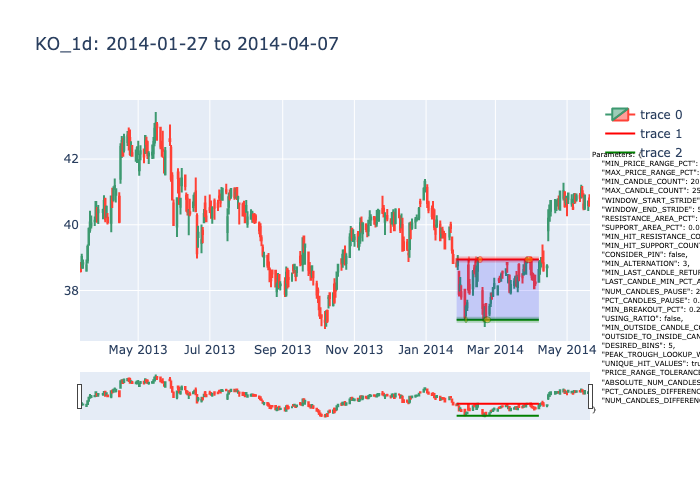 KO_1d: 2014-01-27 to 2014-04-07
trace 0
trace 1
trace 2
Parameters: {
"MIN_PRICE_RANGE_PCT":
"MAX_PRICE_RANGE_PCT":
"MIN_CANDLE_COUNT": 20
"MAX_CANDLE_COUNT": 25
"WINDOW_START_STRIDE"
"WINDOW_END_STRIDE": 5
"RESISTANCE_AREA_PCT":
"SUPPORT_AREA_PCT": 0.0
"MIN_HIT_RESISTANCE_CO
"MIN_HIT_SUPPORT_COUN
"CONSIDER_PIN": false,
"MIN_ALTERNATION": 3,
"MIN_LAST_CANDLE_RETUR
"LAST_CANDLE_MIN_PCT_A
"NUM_CANDLES_PAUSE": 2
"PCT_CANDLES_PAUSE": 0.
"MIN_BREAKOUT_PCT": 0.2
"USING_RATIO": false,
"MIN_OUTSIDE_CANDLE_CO
"OUTSIDE_TO_INSIDE_CAN
"DESIRED_BINS": 5,
"PEAK_TROUGH_LOOKUP_W
"UNIQUE_HIT_VALUES": tru
"PRICE_RANGE_TOLERANC
"ABSOLUTE_NUM_CANDLES
"PCT_CANDLES_DIFFERENC
"NUM_CANDLES_DIFFEREN
}
42
40
38
May 2013
Jul 2013
Sep 2013
Nov 2013
Jan 2014
Mar 2014
May 2014